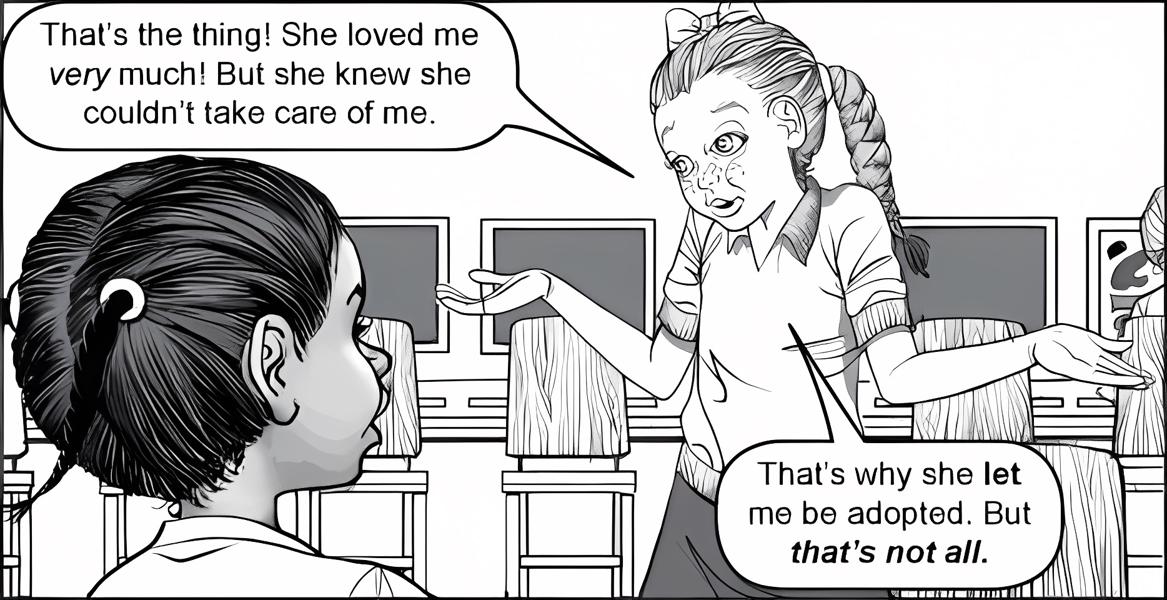 That's the thing! She loved me
very much! But she knew she
couldn't take care of me.
That's why she let
me be adopted. But
that's not all.